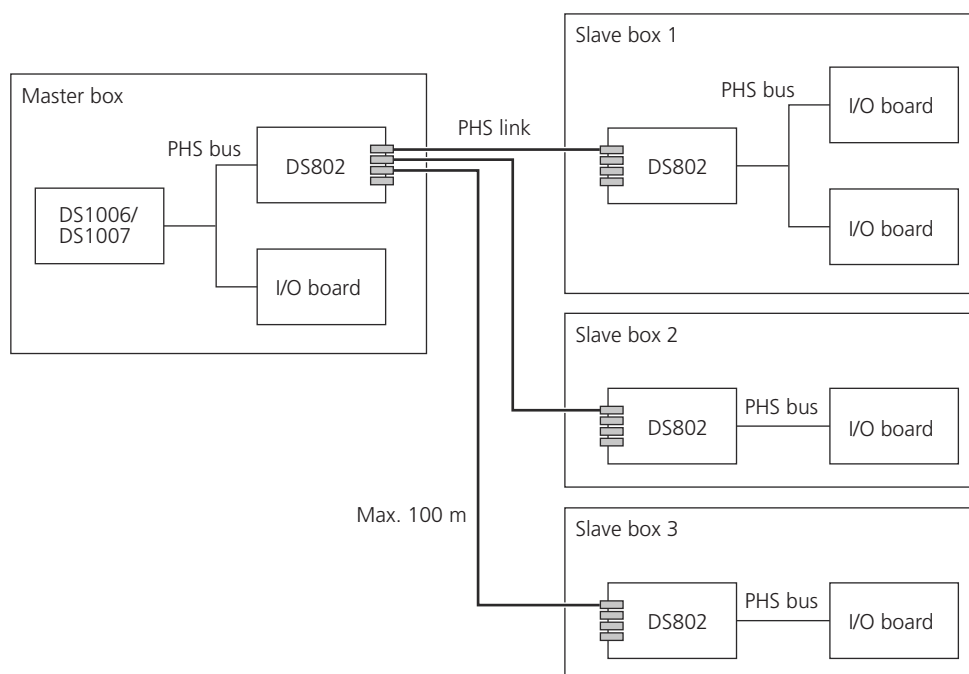 Master box
PHS bus
DS802
DS1006/
DS1007
I/O board
PHS link
Max. 100 m
Slave box 1
DS802
PHS bus
I/O board
I/O board
Slave box 2
DS802
PHS bus
I/O board
Slave box 3
DS802
PHS bus
I/O board